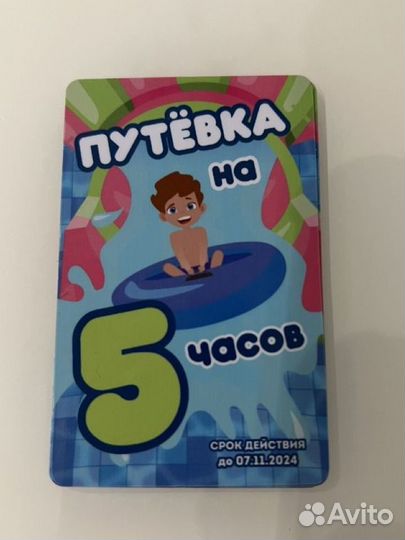 ПУТЁВКА
на
5
часов
СРОК ДЕЙСТВИЯ
до 07.11.2024
Avito